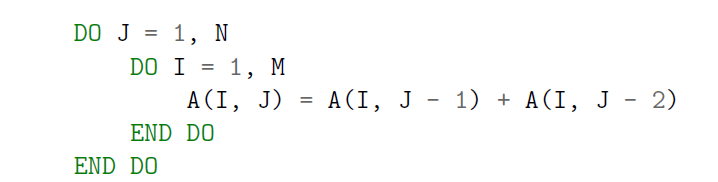 DO J = 1, N
    DO I = 1, M
        A(I, J) = A(I, J - 1) + A(I, J - 2)
    END DO
END DO